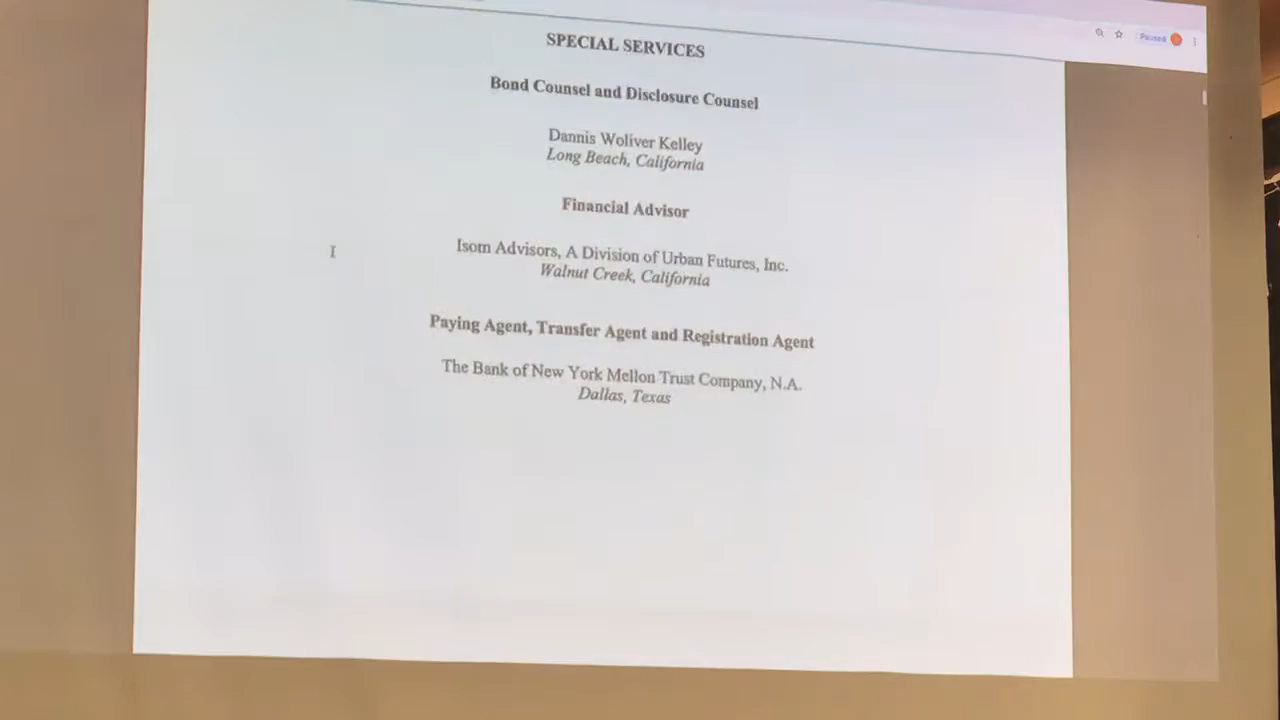 Paused
SPECIAL SERVICES
Bond Counsel and Disclosure Counsel
Dannis Woliver Kelley
Long Beach, California
Financial Advisor
Isom Advisors, A Division of Urban Futures, Inc.
Walnut Creek, California
Paying Agent, Transfer Agent and Registration Agent
The Bank of New York Mellon Trust Company, N.A.
Dallas, Texas